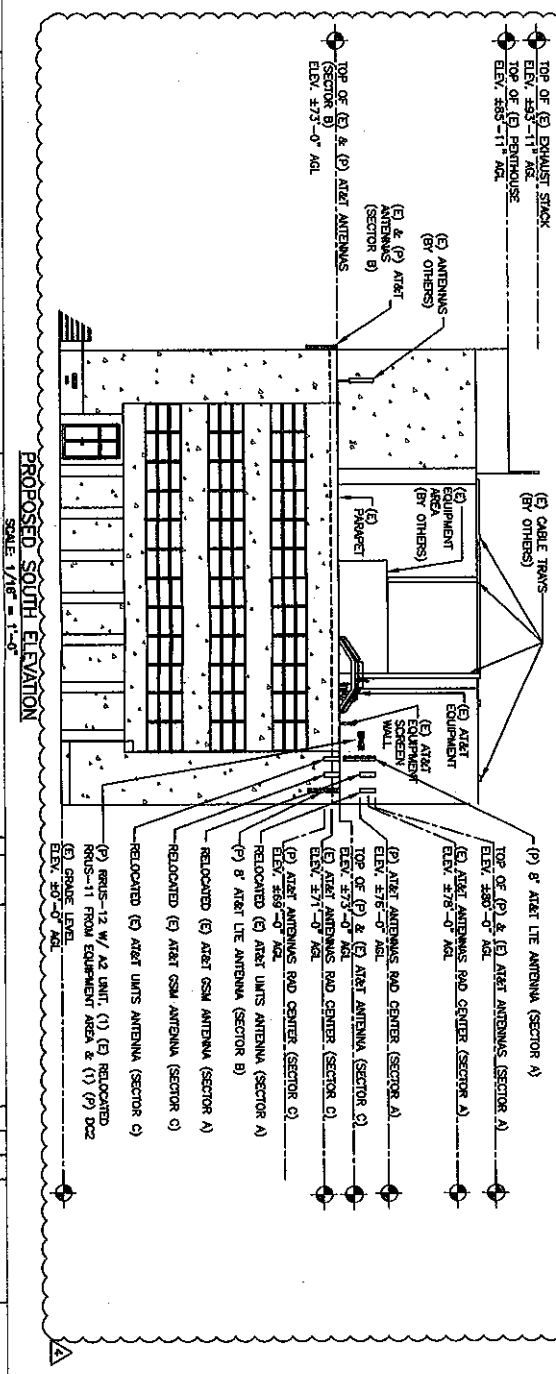 TOP OF (E) EXHAUST STACK
ELEV. ±93'-11" AGL
TOP OF (E) PENTHOUSE
ELEV. ±85'-11" AGL
TOP OF (E) & (P) AT&T ANTENNAS
(SECTOR B)
ELEV. ±73'-0" AGL
(E) ANTENNAS
(BY OTHERS)
(E) & (P) AT&T
ANTENNAS
(SECTOR B)
(E) CABLE TRAYS
(BY OTHERS)
(E)
EQUIPMENT
AREA
(BY OTHERS)
(E)
PARAPET
(E) AT&T
EQUIPMENT
(E) AT&T
EQUIPMENT
SCREEN
WALL
(P) 8' AT&T LTE ANTENNA (SECTOR A)
TOP OF (P) & (E) AT&T ANTENNAS (SECTOR A)
ELEV. ±80'-0" AGL
(E) AT&T ANTENNAS RAD CENTER (SECTOR A)
ELEV. ±78'-0" AGL
(P) AT&T ANTENNAS RAD CENTER (SECTOR A)
ELEV. ±76'-0" AGL
TOP OF (P) & (E) AT&T ANTENNA (SECTOR C)
ELEV. ±73'-0" AGL
(E) AT&T ANTENNAS RAD CENTER (SECTOR C)
ELEV. ±71'-0" AGL
(P) AT&T ANTENNAS RAD CENTER (SECTOR C)
ELEV. ±69'-0" AGL
RELOCATED (E) AT&T UMTS ANTENNA (SECTOR A)
(P) 8' AT&T LTE ANTENNA (SECTOR B)
RELOCATED (E) AT&T GSM ANTENNA (SECTOR A)
RELOCATED (E) AT&T GSM ANTENNA (SECTOR C)
RELOCATED (E) AT&T UMTS ANTENNA (SECTOR C)
(P) RRUS-12 W/ A2 UNIT, (1) (E) RELOCATED
RRUS-11 FROM EQUIPMENT AREA & (1) (P) DC2
(E) GRADE LEVEL
ELEV. ±0'-0" AGL
PROPOSED SOUTH ELEVATION
SCALE: 1/16" = 1'-0"
4